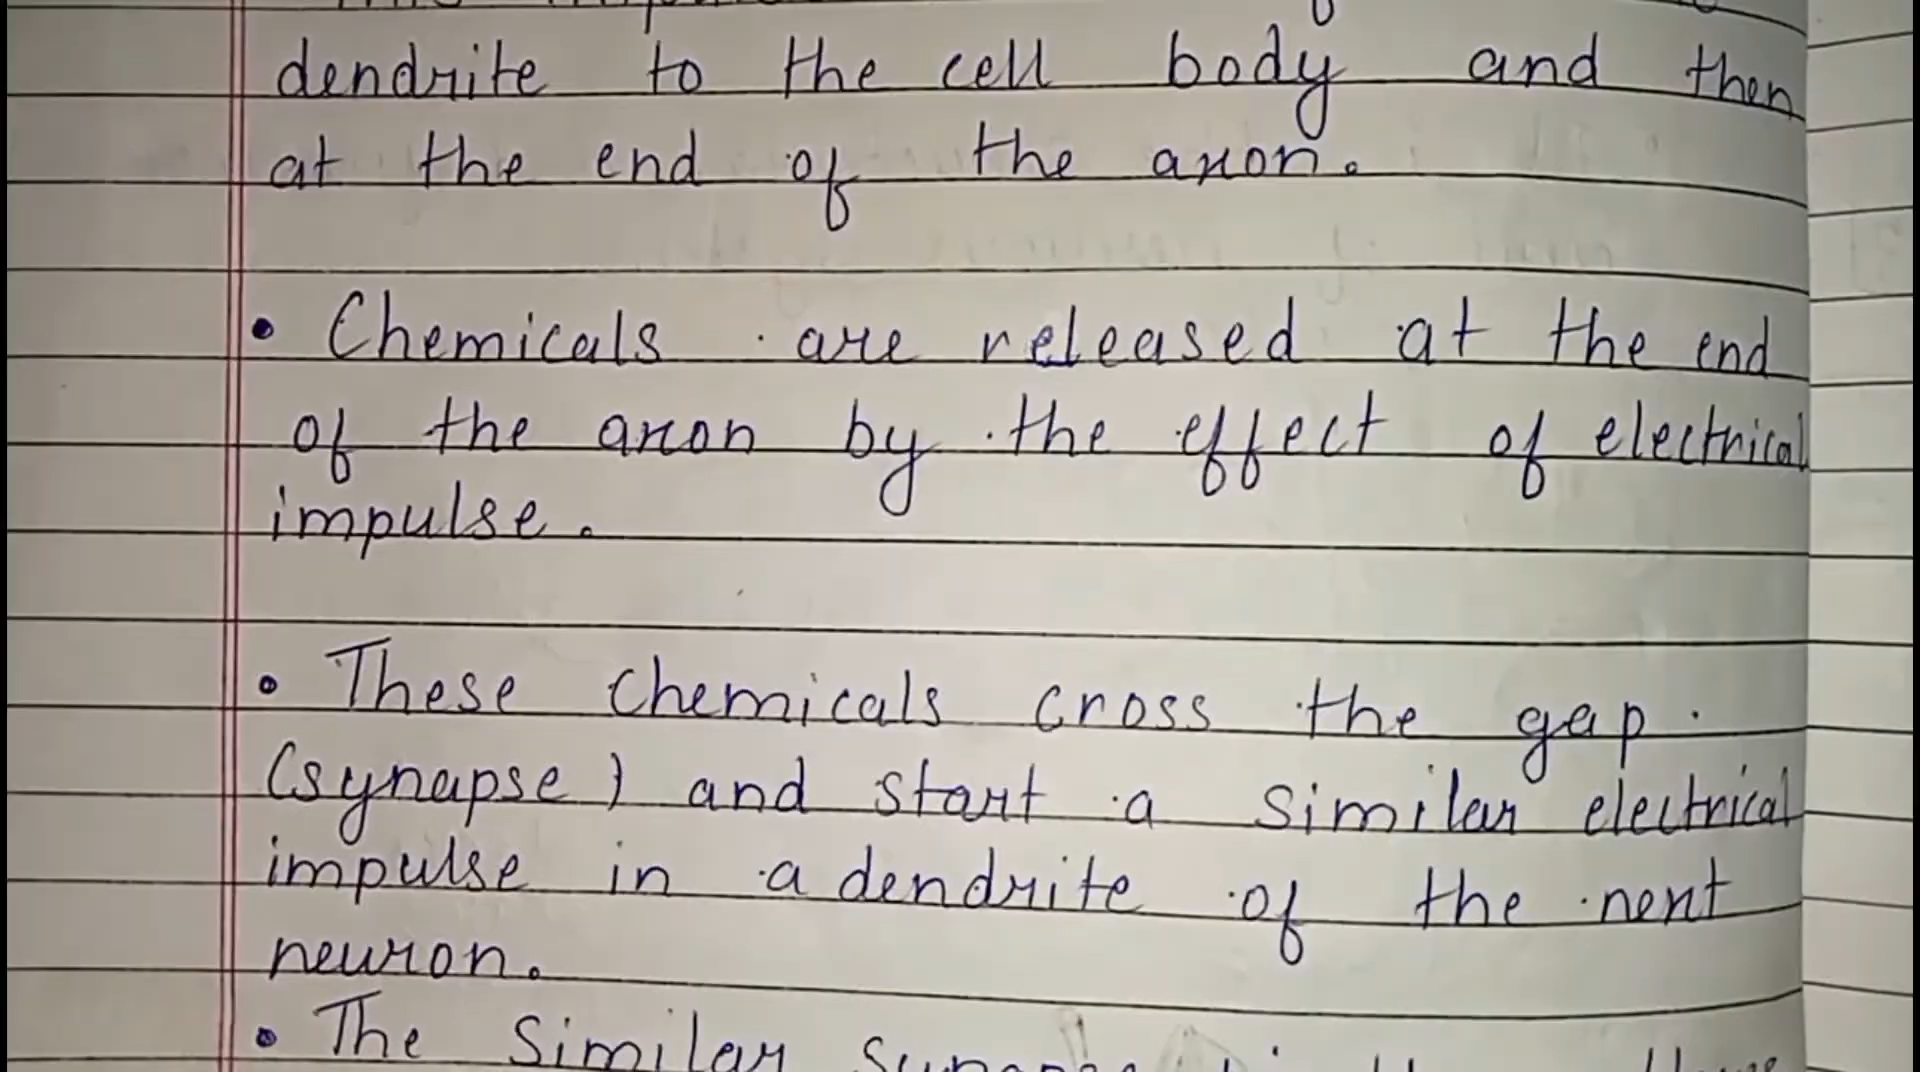 dendrite to the cell body and then
at the end of the axon.
• Chemicals are released at the end
of the axon by the effect of electrical
impulse.
• These chemicals cross the gap
(synapse) and start a similar electrical
impulse in a dendrite of the next
neuron.
• The Similar